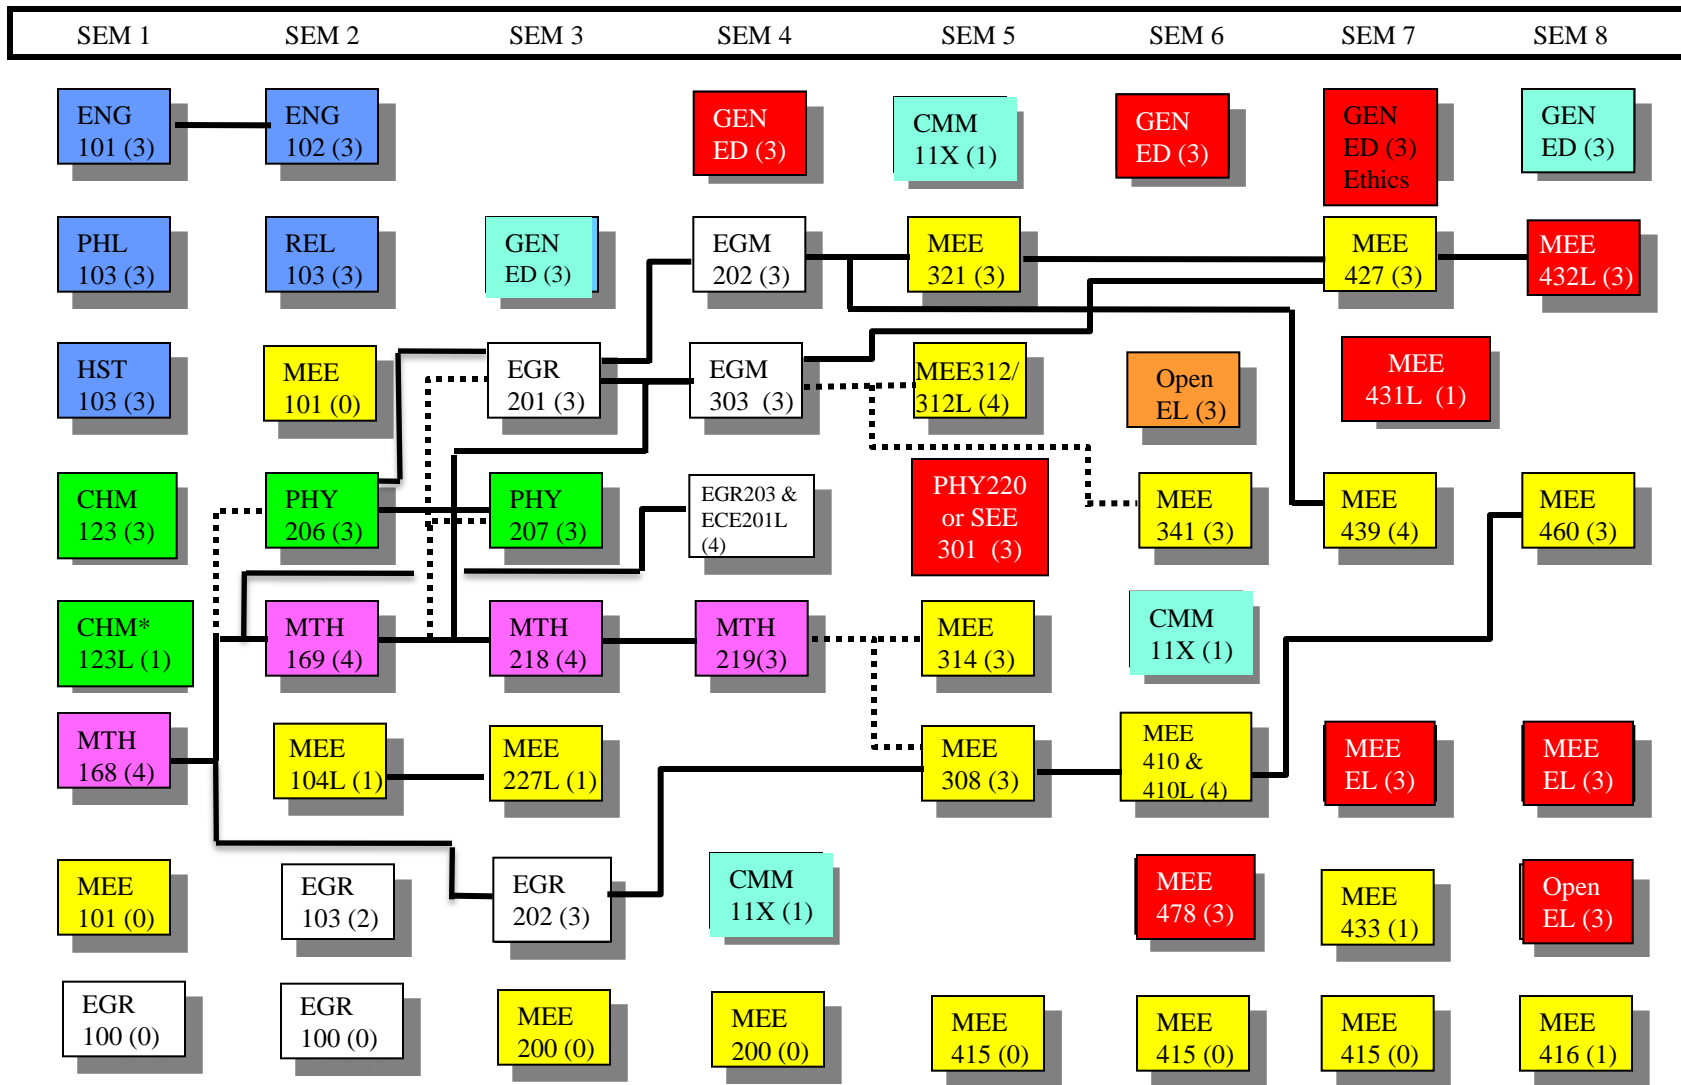 SEM 1 SEM 2 SEM 3 SEM 4 SEM 5 SEM 6 SEM 7 SEM 8
ENG
101 (3)
ENG
102 (3)
GEN
ED (3)
CMM
11X (1)
GEN
ED (3)
GEN
ED (3)
Ethics
GEN
ED (3)
PHL
103 (3)
REL
103 (3)
GEN
ED (3)
EGM
202 (3)
MEE
321 (3)
MEE
427 (3)
MEE
432L (3)
HST
103 (3)
MEE
101 (0)
EGR
201 (3)
EGM
303 (3)
MEE312/
312L (4)
Open
EL (3)
MEE
431L (1)
CHM
123 (3)
PHY
206 (3)
PHY
207 (3)
EGR203 &
ECE201L
(4)
PHY220
or SEE
301 (3)
MEE
341 (3)
MEE
439 (4)
MEE
460 (3)
CHM*
123L (1)
MTH
169 (4)
MTH
218 (4)
MTH
219(3)
MEE
314 (3)
CMM
11X (1)
MTH
168 (4)
MEE
104L (1)
MEE
227L (1)
MEE
308 (3)
MEE
410 &
410L (4)
MEE
EL (3)
MEE
EL (3)
MEE
101 (0)
EGR
103 (2)
EGR
202 (3)
CMM
11X (1)
MEE
478 (3)
MEE
433 (1)
Open
EL (3)
EGR
100 (0)
EGR
100 (0)
MEE
200 (0)
MEE
200 (0)
MEE
415 (0)
MEE
415 (0)
MEE
415 (0)
MEE
416 (1)